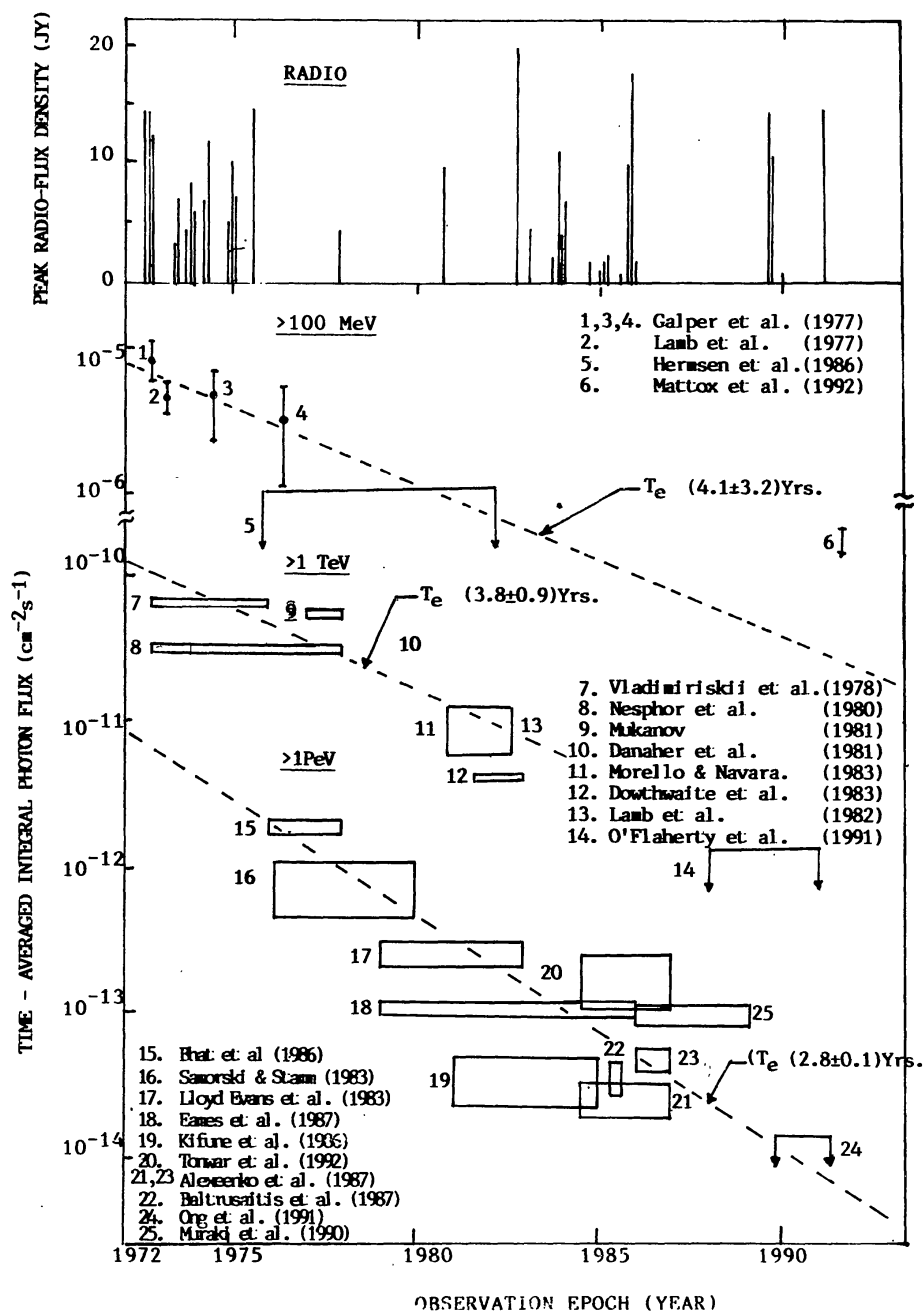 PEAK RADIO-FLUX DENSITY (JY)
20
10
0
RADIO
>100 MeV
1,3,4. Galper et al. (1977)
2. Lamb et al. (1977)
5. Hermsen et al.(1986)
6. Mattox et al. (1992)
10⁻⁵
10⁻⁶
1
2
3
4
5
6
Tₑ (4.1±3.2)Yrs.
TIME - AVERAGED INTEGRAL PHOTON FLUX (cm⁻²s⁻¹)
10⁻¹⁰
>1 TeV
7
8
9
10
Tₑ (3.8±0.9)Yrs.
7. Vladimiriskii et al.(1978)
8. Nesphor et al. (1980)
9. Mukanov (1981)
10. Danaher et al. (1981)
11. Morello & Navara. (1983)
12. Dowthwaite et al. (1983)
13. Lamb et al. (1982)
14. O'Flaherty et al. (1991)
10⁻¹¹
11
13
12
>1PeV
15
14
10⁻¹²
16
17
20
10⁻¹³
18
25
22
23
(Tₑ (2.8±0.1)Yrs.
19
21
10⁻¹⁴
24
15. Bhat et al (1986)
16. Samorski & Stamm (1983)
17. Lloyd Evans et al. (1983)
18. Eames et al. (1987)
19. Kifune et al. (1936)
20. Tonwar et al. (1992)
21,23 Alexeenko et al. (1987)
22. Baltrusaitis et al. (1987)
24. Ong et al. (1991)
25. Muraki et al. (1990)
1972 1975 1980 1985 1990
OBSERVATION EPOCH (YEAR)